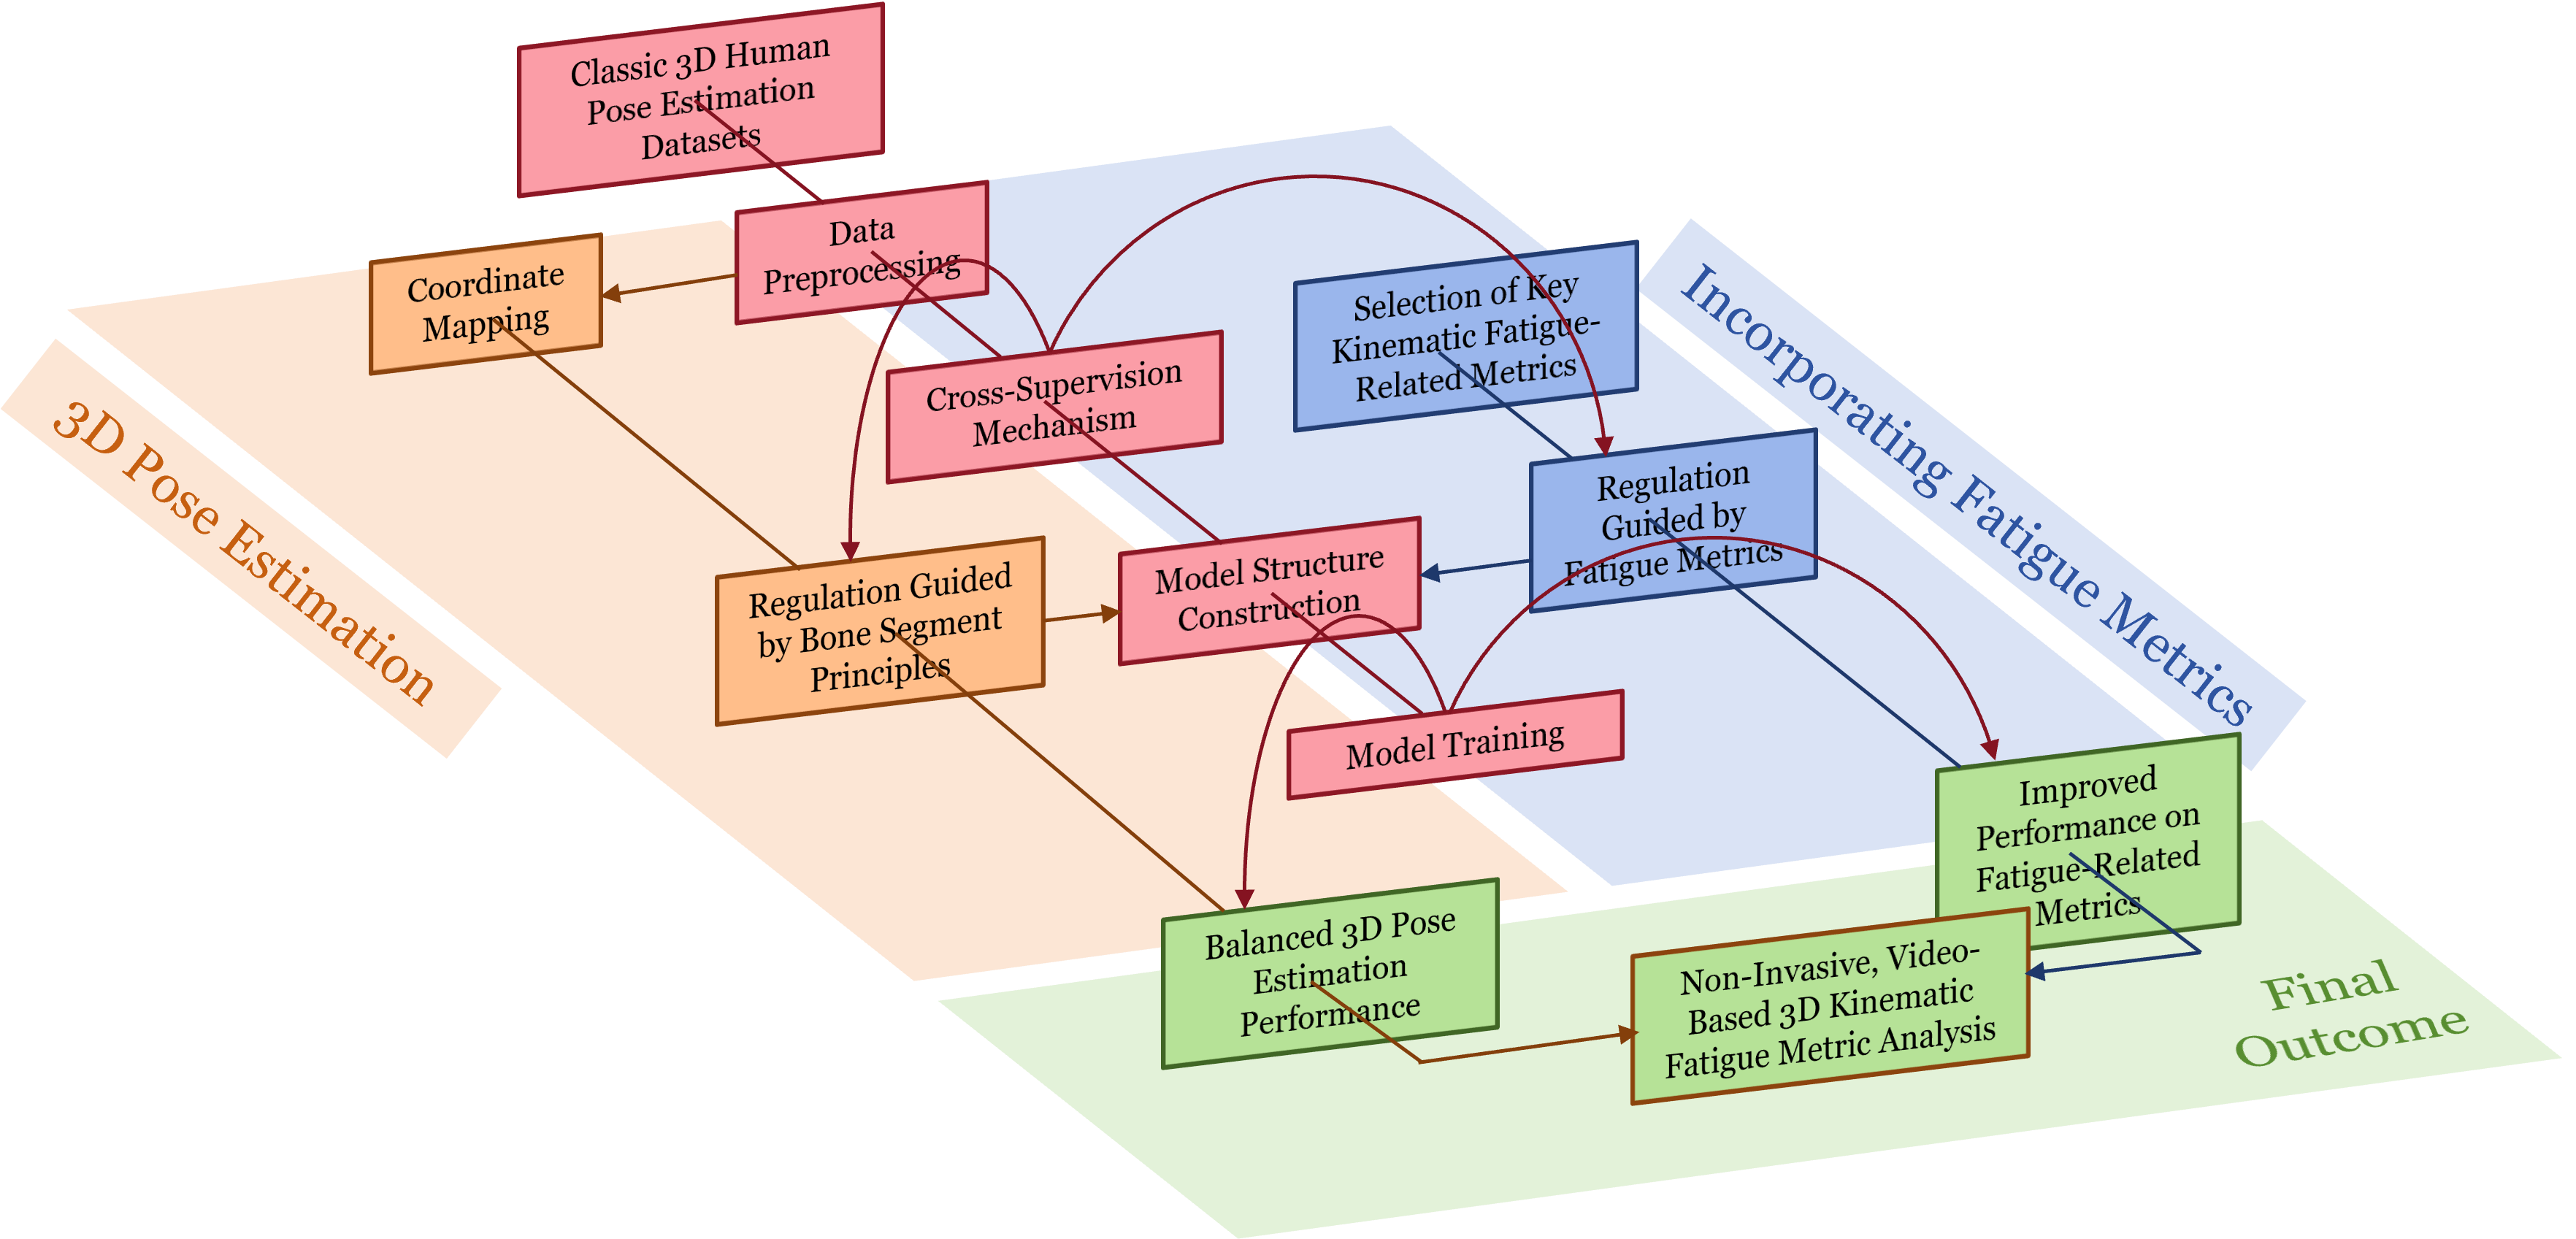 Classic 3D Human
Pose Estimation
Datasets
Data
Preprocessing
Coordinate
Mapping
Cross-Supervision
Mechanism
Selection of Key
Kinematic Fatigue-
Related Metrics
Incorporating Fatigue Metrics
3D Pose Estimation
Regulation
Guided by
Fatigue Metrics
Regulation Guided
by Bone Segment
Principles
Model Structure
Construction
Model Training
Improved
Performance on
Fatigue-Related
Metrics
Balanced 3D Pose
Estimation
Performance
Non-Invasive, Video-
Based 3D Kinematic
Fatigue Metric Analysis
Final
Outcome